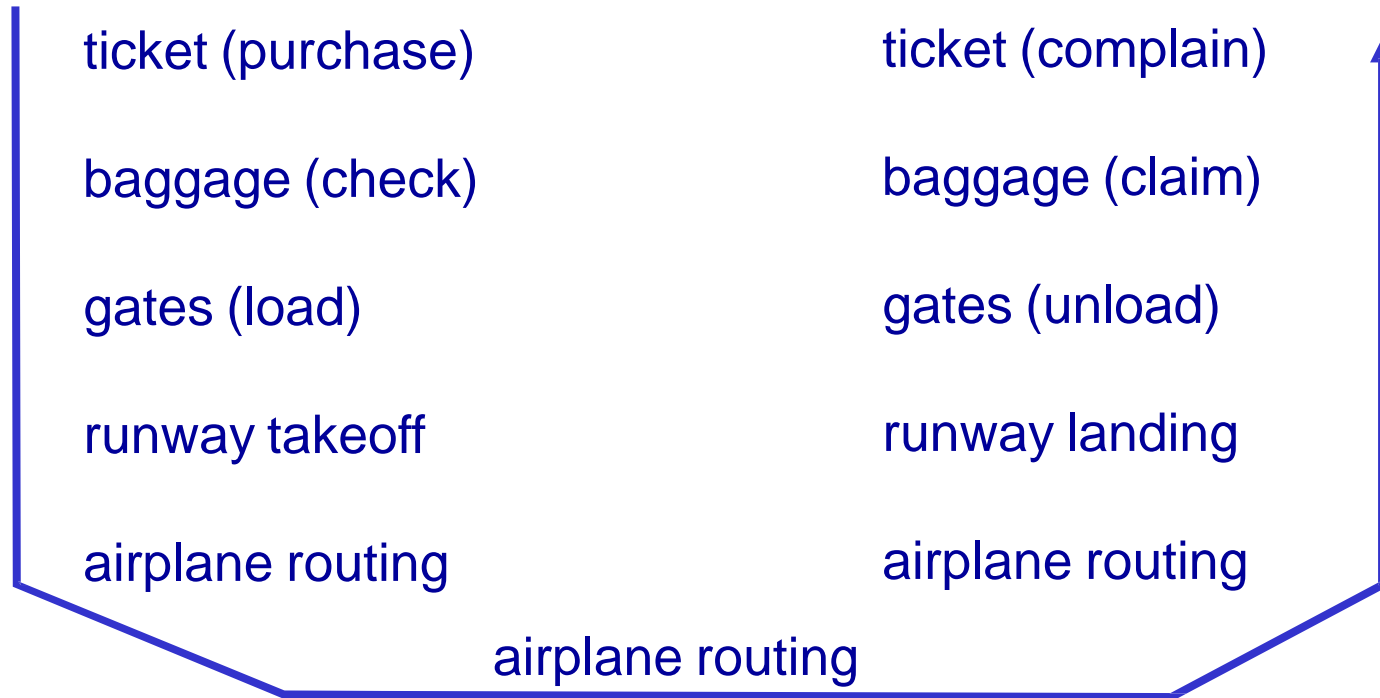 ticket (purchase)
baggage (check)
gates (load)
runway takeoff
airplane routing
airplane routing
ticket (complain)
baggage (claim)
gates (unload)
runway landing
airplane routing